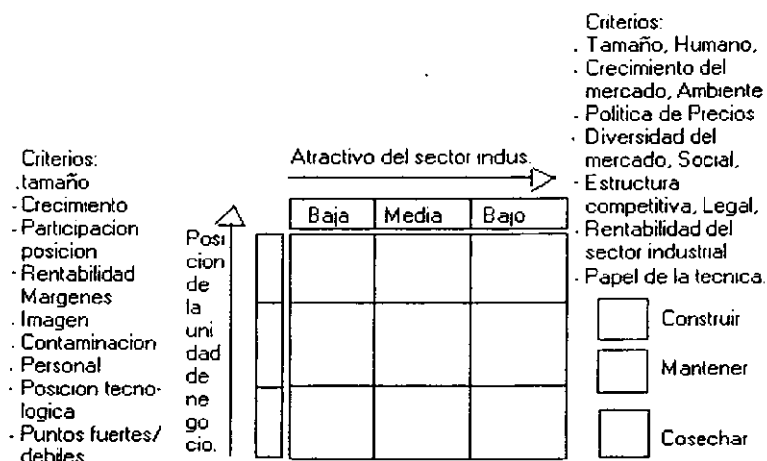 Criterios:
. tamaño
- Crecimiento
- Participacion
posicion
- Rentabilidad
Margenes
. Imagen
. Contaminacion
. Personal
- Posicion tecno-
logica
- Puntos fuertes/
debiles
Posi
cion
de
la
uni
dad
de
ne
go
cio.
Atractivo del sector indus.
Baja Media Bajo
Criterios:
. Tamaño, Humano,
- Crecimiento del
mercado, Ambiente
- Politica de Precios
- Diversidad del
mercado, Social,
- Estructura
competitiva, Legal,
- Rentabilidad del
sector industrial
- Papel de la tecnica.
Construir
Mantener
Cosechar